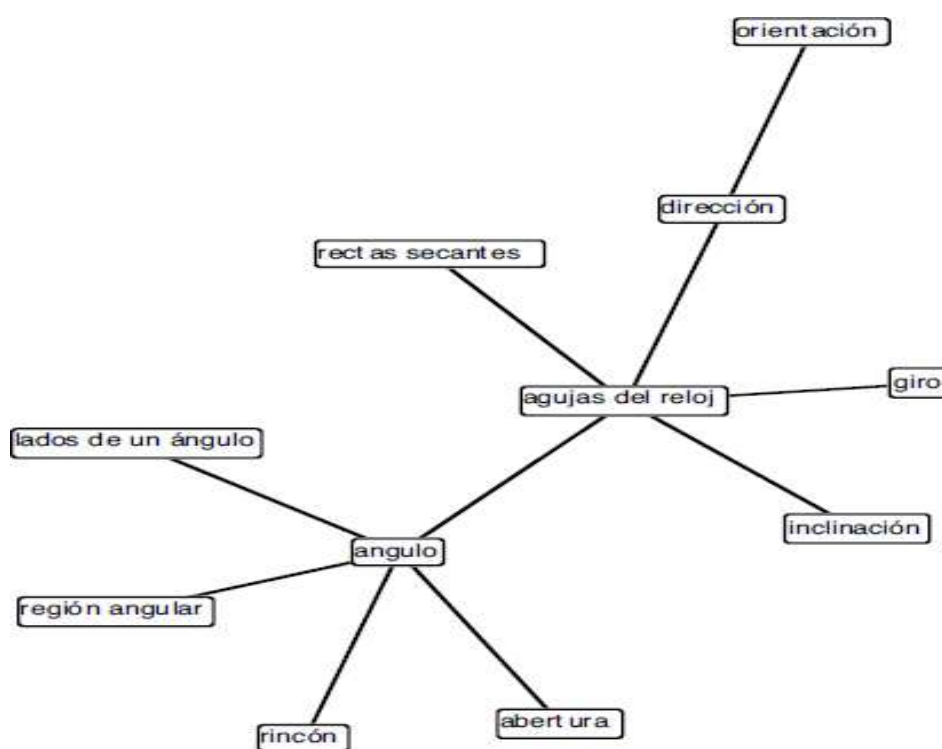 orientación
dirección
rectas secantes
giro
agujas del reloj
lados de un ángulo
inclinación
angulo
región angular
abertura
rincón